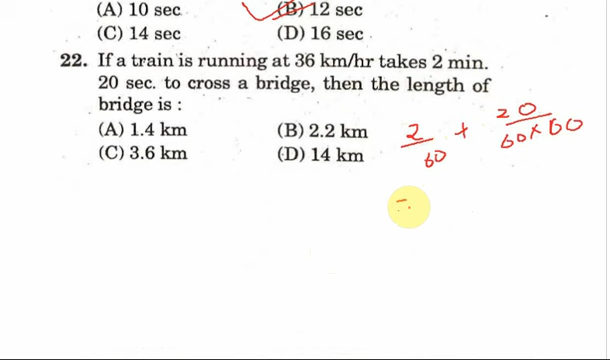 (A) 10 sec (B) 12 sec
(C) 14 sec (D) 16 sec
22. If a train is running at 36 km/hr takes 2 min.
20 sec. to cross a bridge, then the length of
bridge is :
(A) 1.4 km (B) 2.2 km
(C) 3.6 km (D) 14 km
2/60 + 20/60×60
=